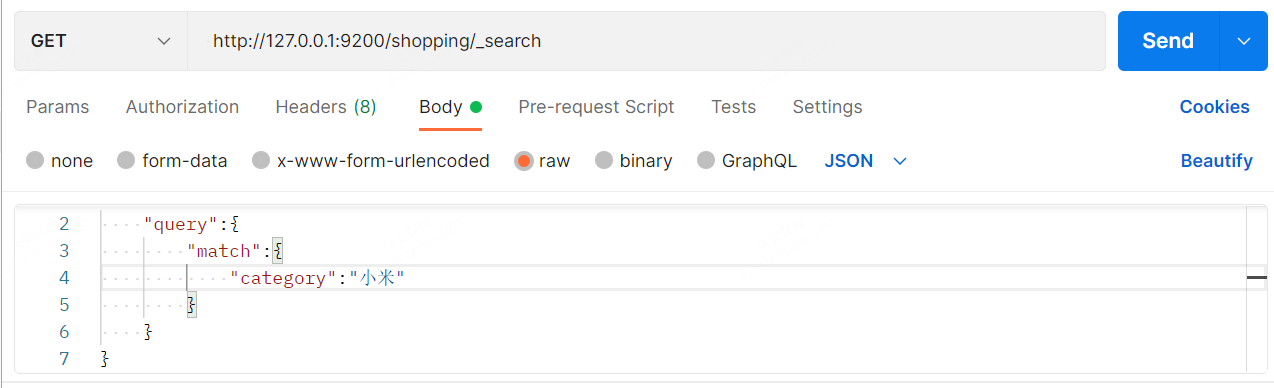 GET http://127.0.0.1:9200/shopping/_search Send
Params Authorization Headers (8) Body Pre-request Script Tests Settings Cookies
none form-data x-www-form-urlencoded raw binary GraphQL JSON Beautify
2 "query":{
3 "match":{
4 "category":"小米"
5 }
6 }
7 }